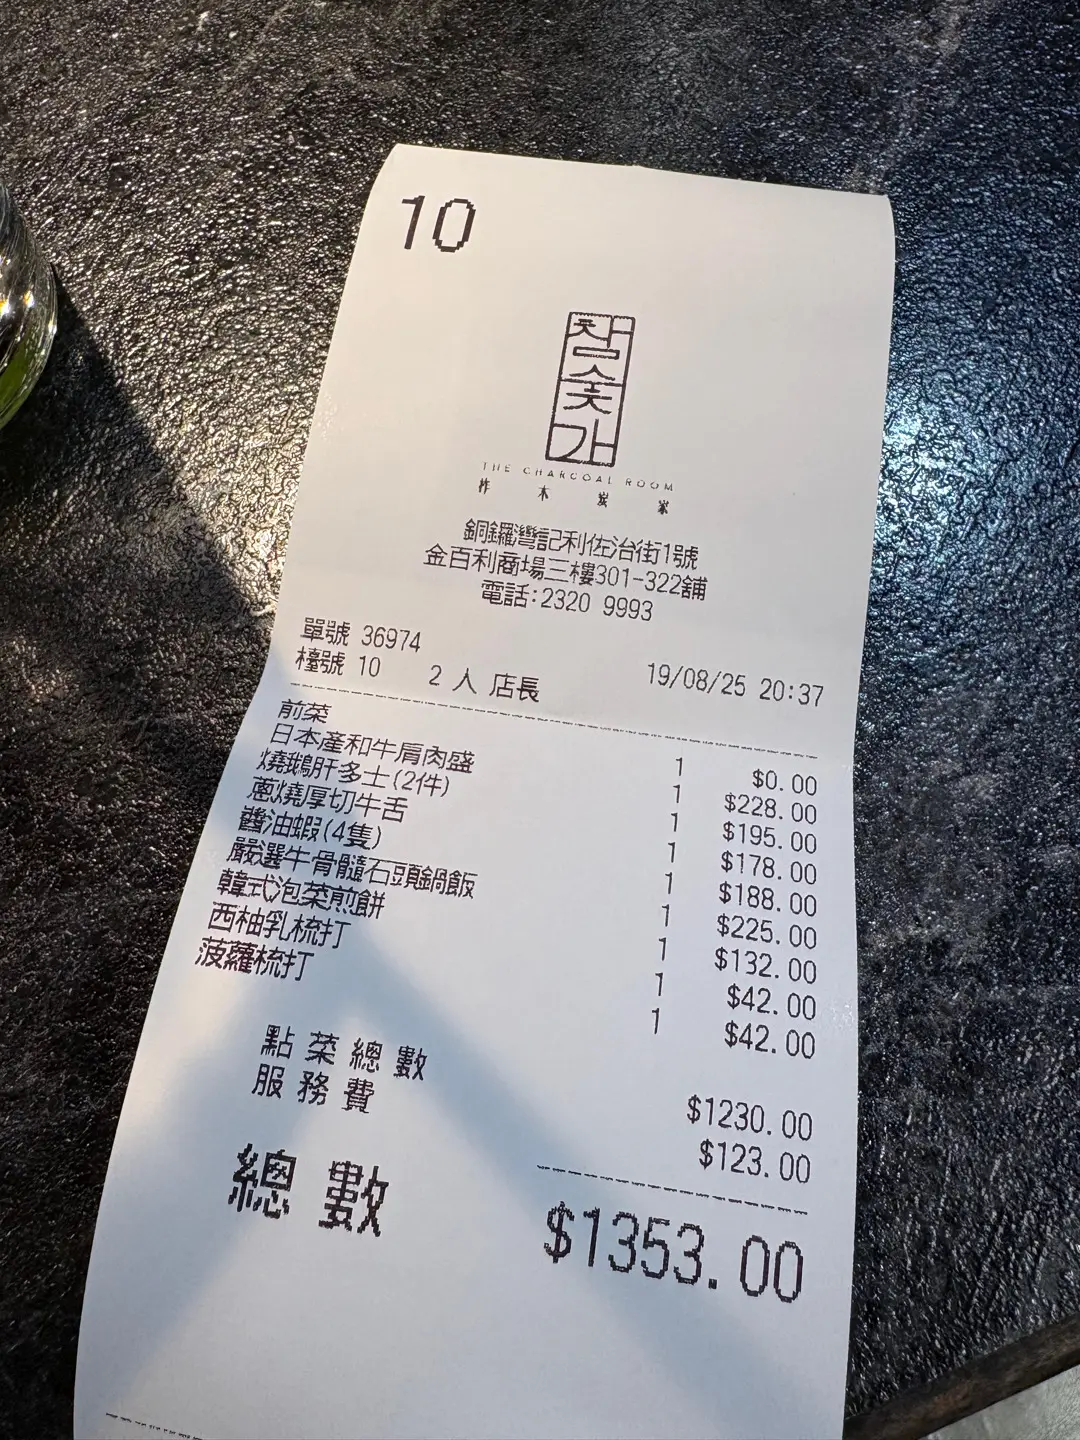 10
참숯가
THE CHARCOAL ROOM
柞木炭家
銅鑼灣記利佐治街1號
金百利商場三樓301-322舖
電話:2320 9993
單號 36974
檯號 10 2 人 店長 19/08/25 20:37
前菜 1 $0.00
日本產和牛肩肉盛 1 $228.00
燒鵝肝多士(2件) 1 $195.00
蔥燒厚切牛舌 1 $178.00
醬油蝦(4隻) 1 $188.00
嚴選牛骨髓石頭鍋飯 1 $225.00
韓式泡菜煎餅 1 $132.00
西柚乳梳打 1 $42.00
菠蘿梳打 1 $42.00
點菜總數 $1230.00
服務費 $123.00
總數 $1353.00